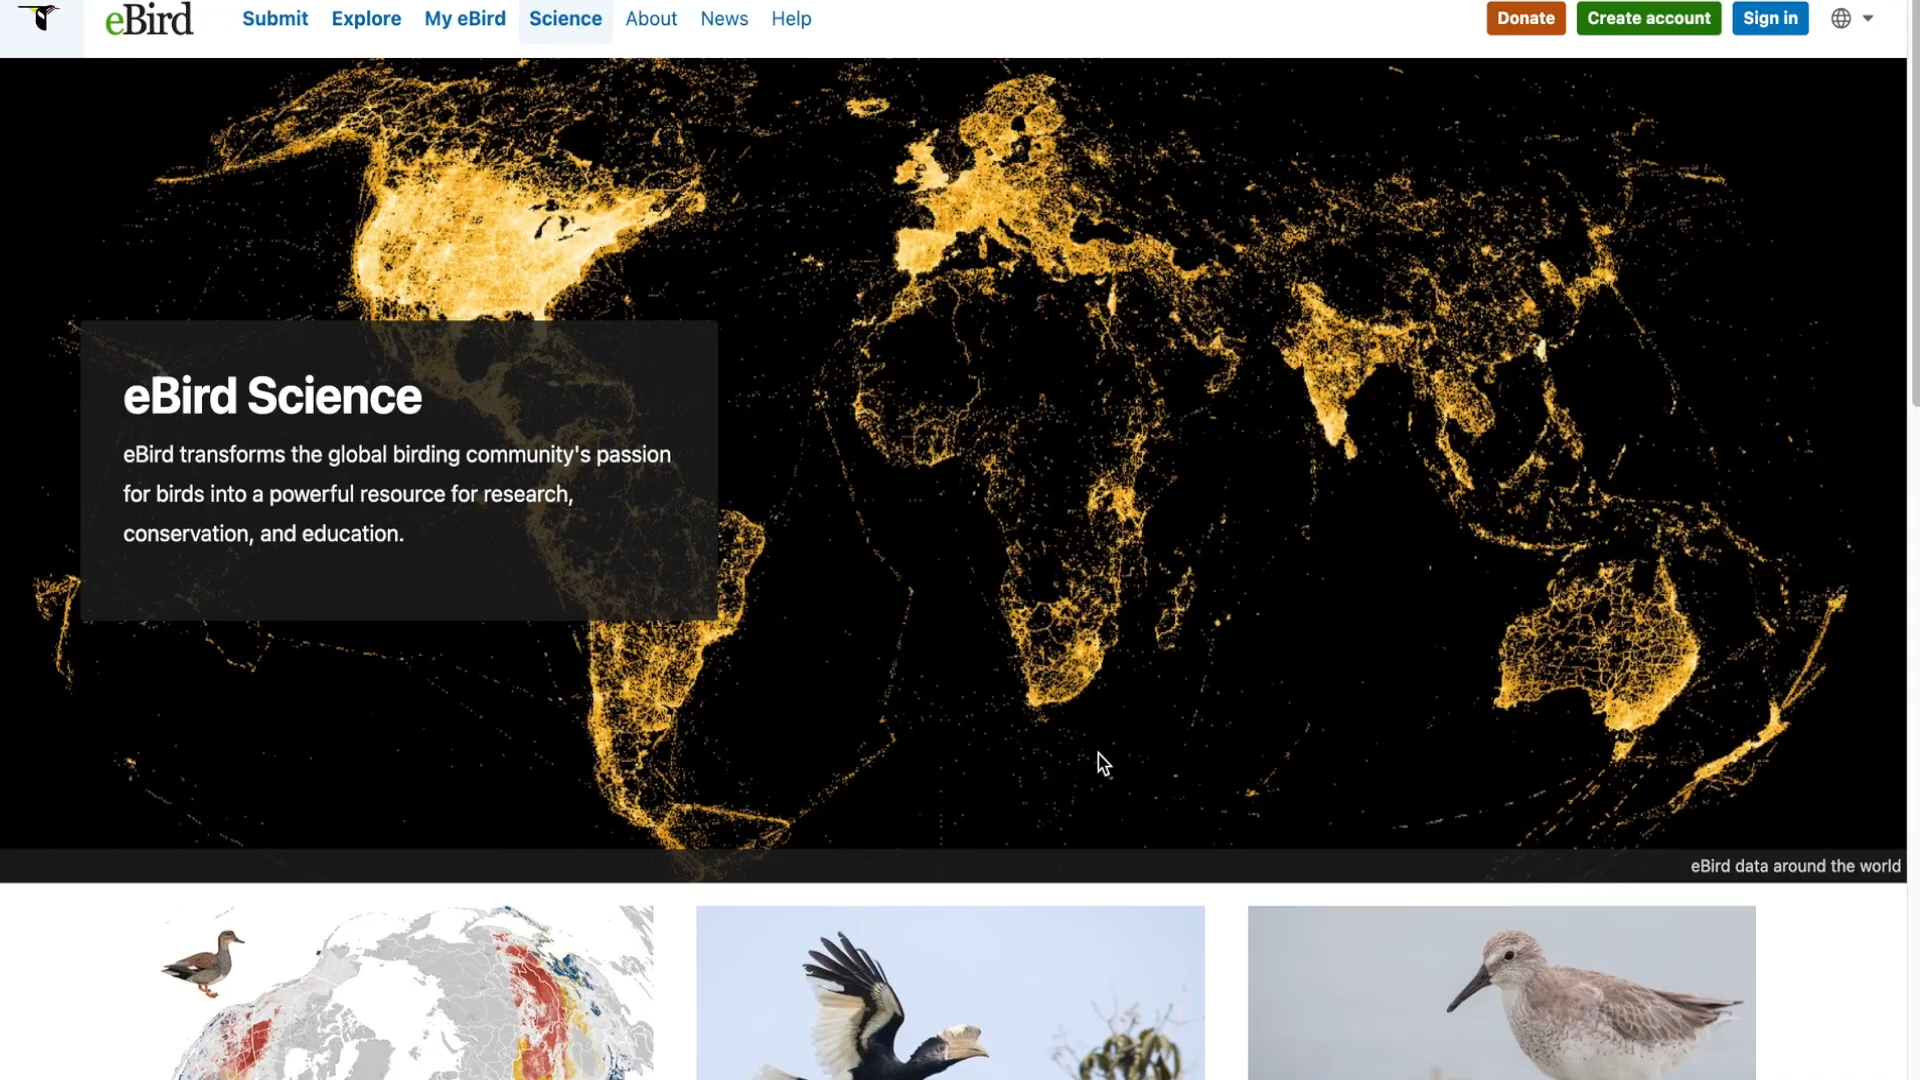 eBird
Submit
Explore
My eBird
Science
About
News
Help
Donate
Create account
Sign in
eBird Science
eBird transforms the global birding community's passion
for birds into a powerful resource for research,
conservation, and education.
eBird data around the world